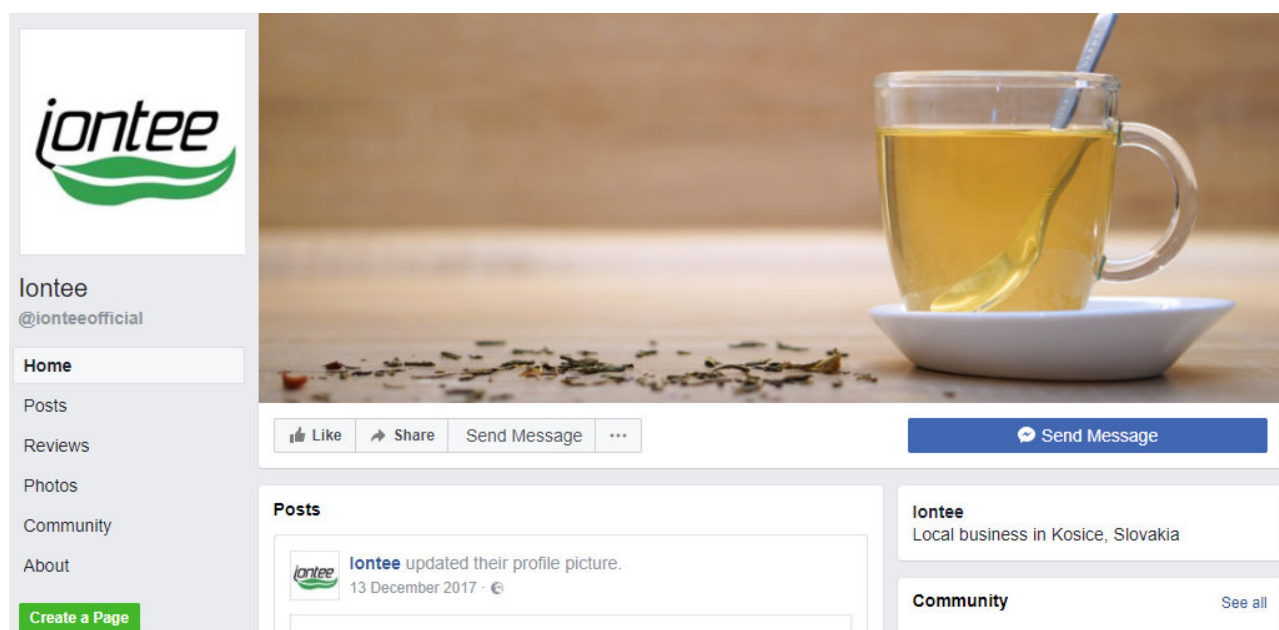 iontee
Iontee
@ionteeofficial
Home
Posts
Reviews
Photos
Community
About
Create a Page
Like
Share
Send Message
Send Message
Posts
iontee
Iontee updated their profile picture.
13 December 2017
Iontee
Local business in Kosice, Slovakia
Community
See all